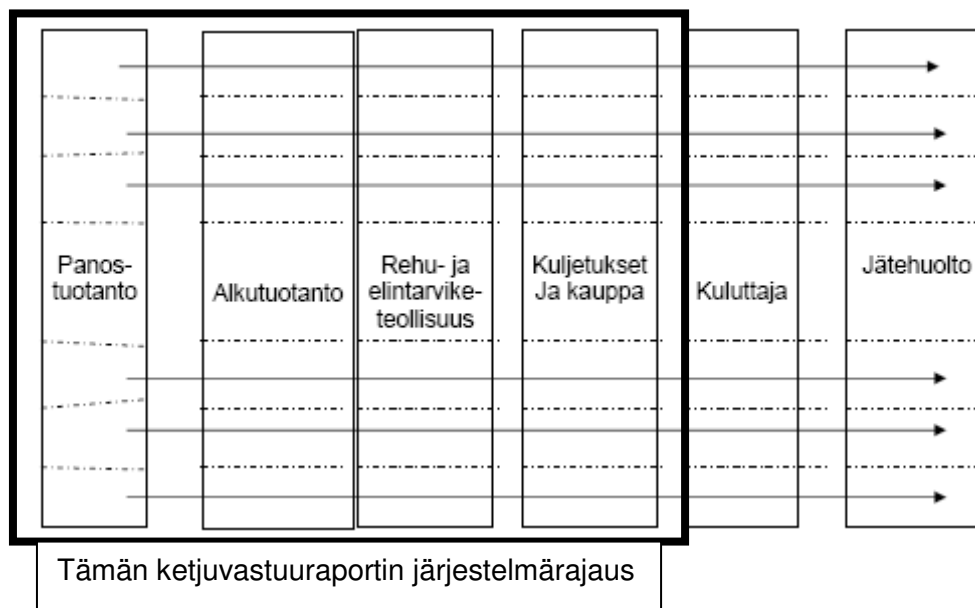 Panos-
tuotanto
Alkutuotanto
Rehu- ja
elintarvike-
teollisuus
Kuljetukset
Ja kauppa
Kuluttaja
Jätehuolto
Tämän ketjuvastuuraportin järjestelmärajaus